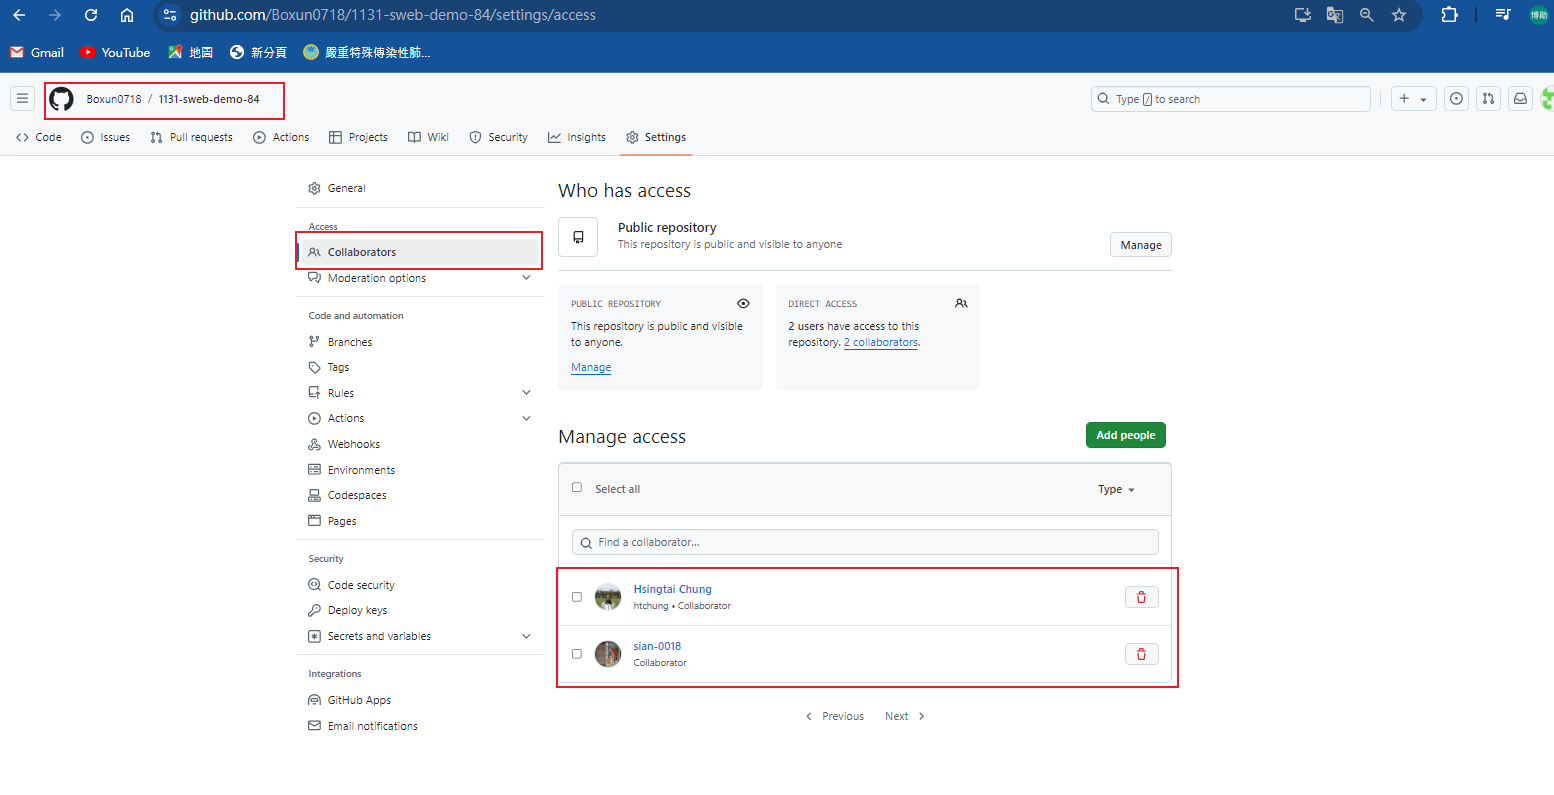 github.com/Boxun0718/1131-sweb-demo-84/settings/access
博勛
Gmail
YouTube
地圖
新分頁
嚴重特殊傳染性肺...
Boxun0718 / 1131-sweb-demo-84
Type / to search
Code
Issues
Pull requests
Actions
Projects
Wiki
Security
Insights
Settings
General
Access
Collaborators
Moderation options
Code and automation
Branches
Tags
Rules
Actions
Webhooks
Environments
Codespaces
Pages
Security
Code security
Deploy keys
Secrets and variables
Integrations
GitHub Apps
Email notifications
Who has access
Public repository
This repository is public and visible to anyone
Manage
PUBLIC REPOSITORY
This repository is public and visible
to anyone.
Manage
DIRECT ACCESS
2 users have access to this
repository. 2 collaborators.
Manage access
Add people
Select all
Type
Find a collaborator...
Hsingtai Chung
htchung • Collaborator
sian-0018
Collaborator
Previous
Next